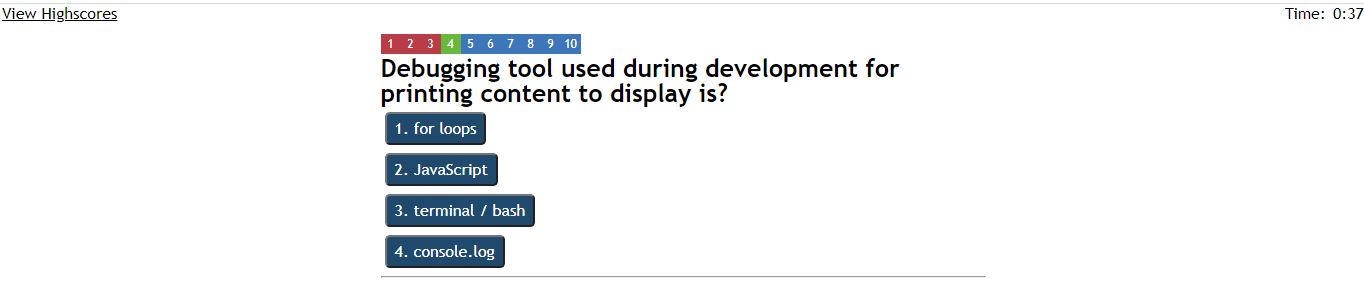 View Highscores Time: 0:37
1 2 3 4 5 6 7 8 9 10
Debugging tool used during development for
printing content to display is?
1. for loops
2. JavaScript
3. terminal / bash
4. console.log